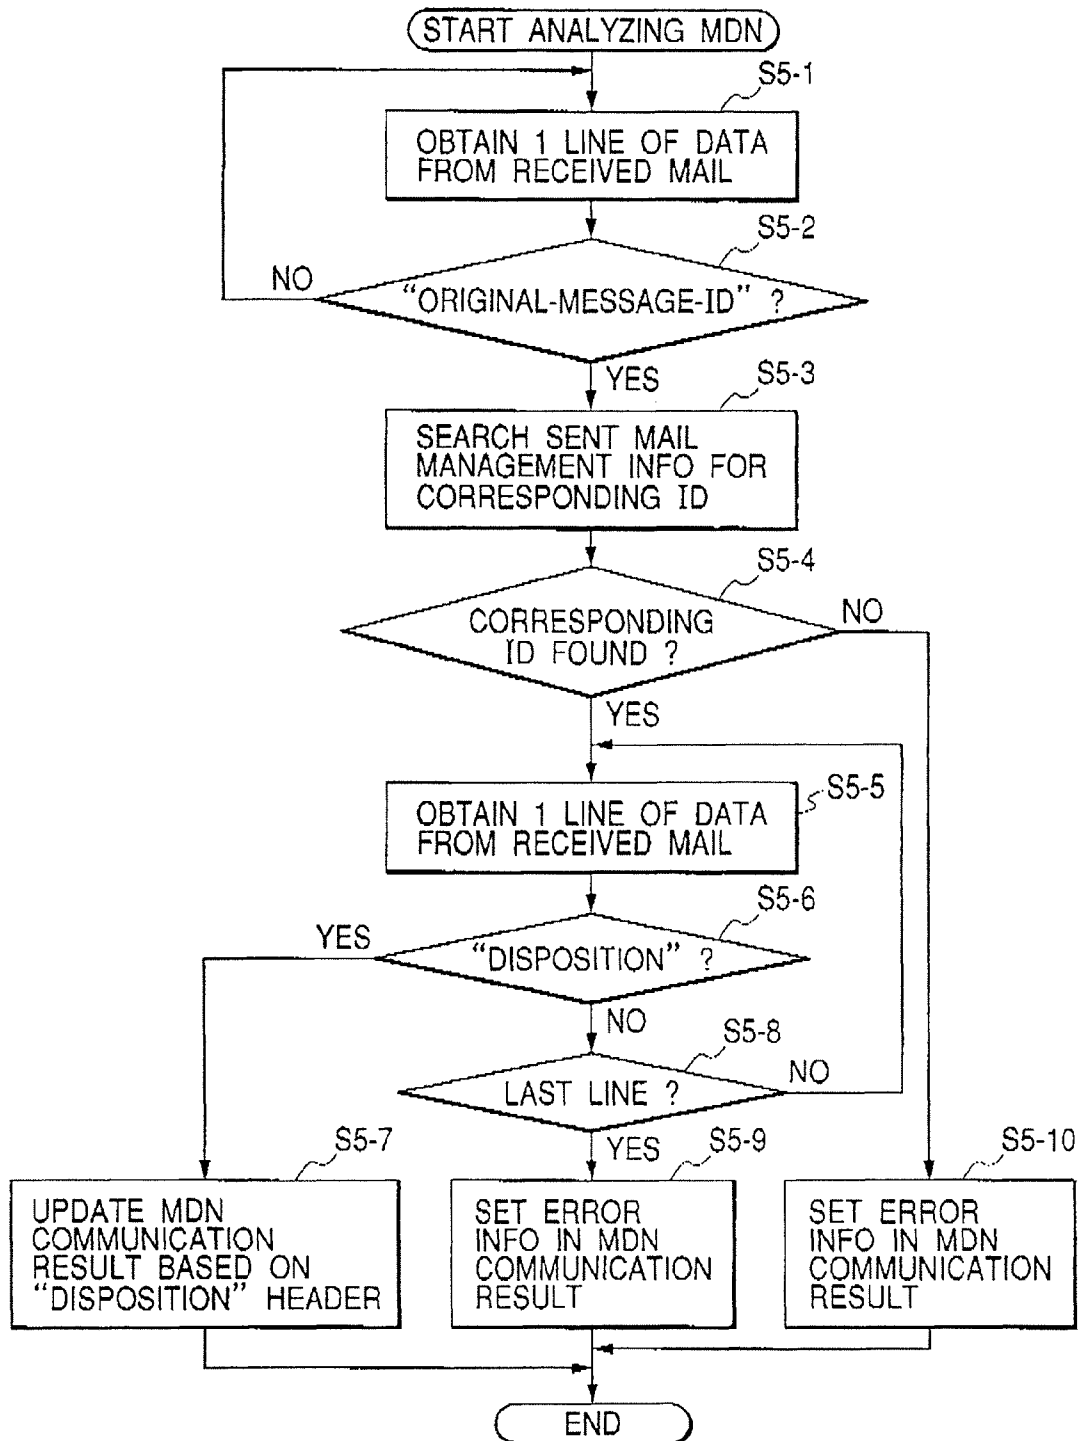 START ANALYZING MDN
S5-1
OBTAIN 1 LINE OF DATA
FROM RECEIVED MAIL
S5-2
NO
“ORIGINAL-MESSAGE-ID” ?
YES
S5-3
SEARCH SENT MAIL
MANAGEMENT INFO FOR
CORRESPONDING ID
S5-4
NO
CORRESPONDING
ID FOUND ?
YES
S5-5
OBTAIN 1 LINE OF DATA
FROM RECEIVED MAIL
S5-6
YES
“DISPOSITION” ?
NO
S5-8
LAST LINE ?
NO
YES
S5-7
UPDATE MDN
COMMUNICATION
RESULT BASED ON
“DISPOSITION” HEADER
S5-9
SET ERROR
INFO IN MDN
COMMUNICATION
RESULT
S5-10
SET ERROR
INFO IN MDN
COMMUNICATION
RESULT
END